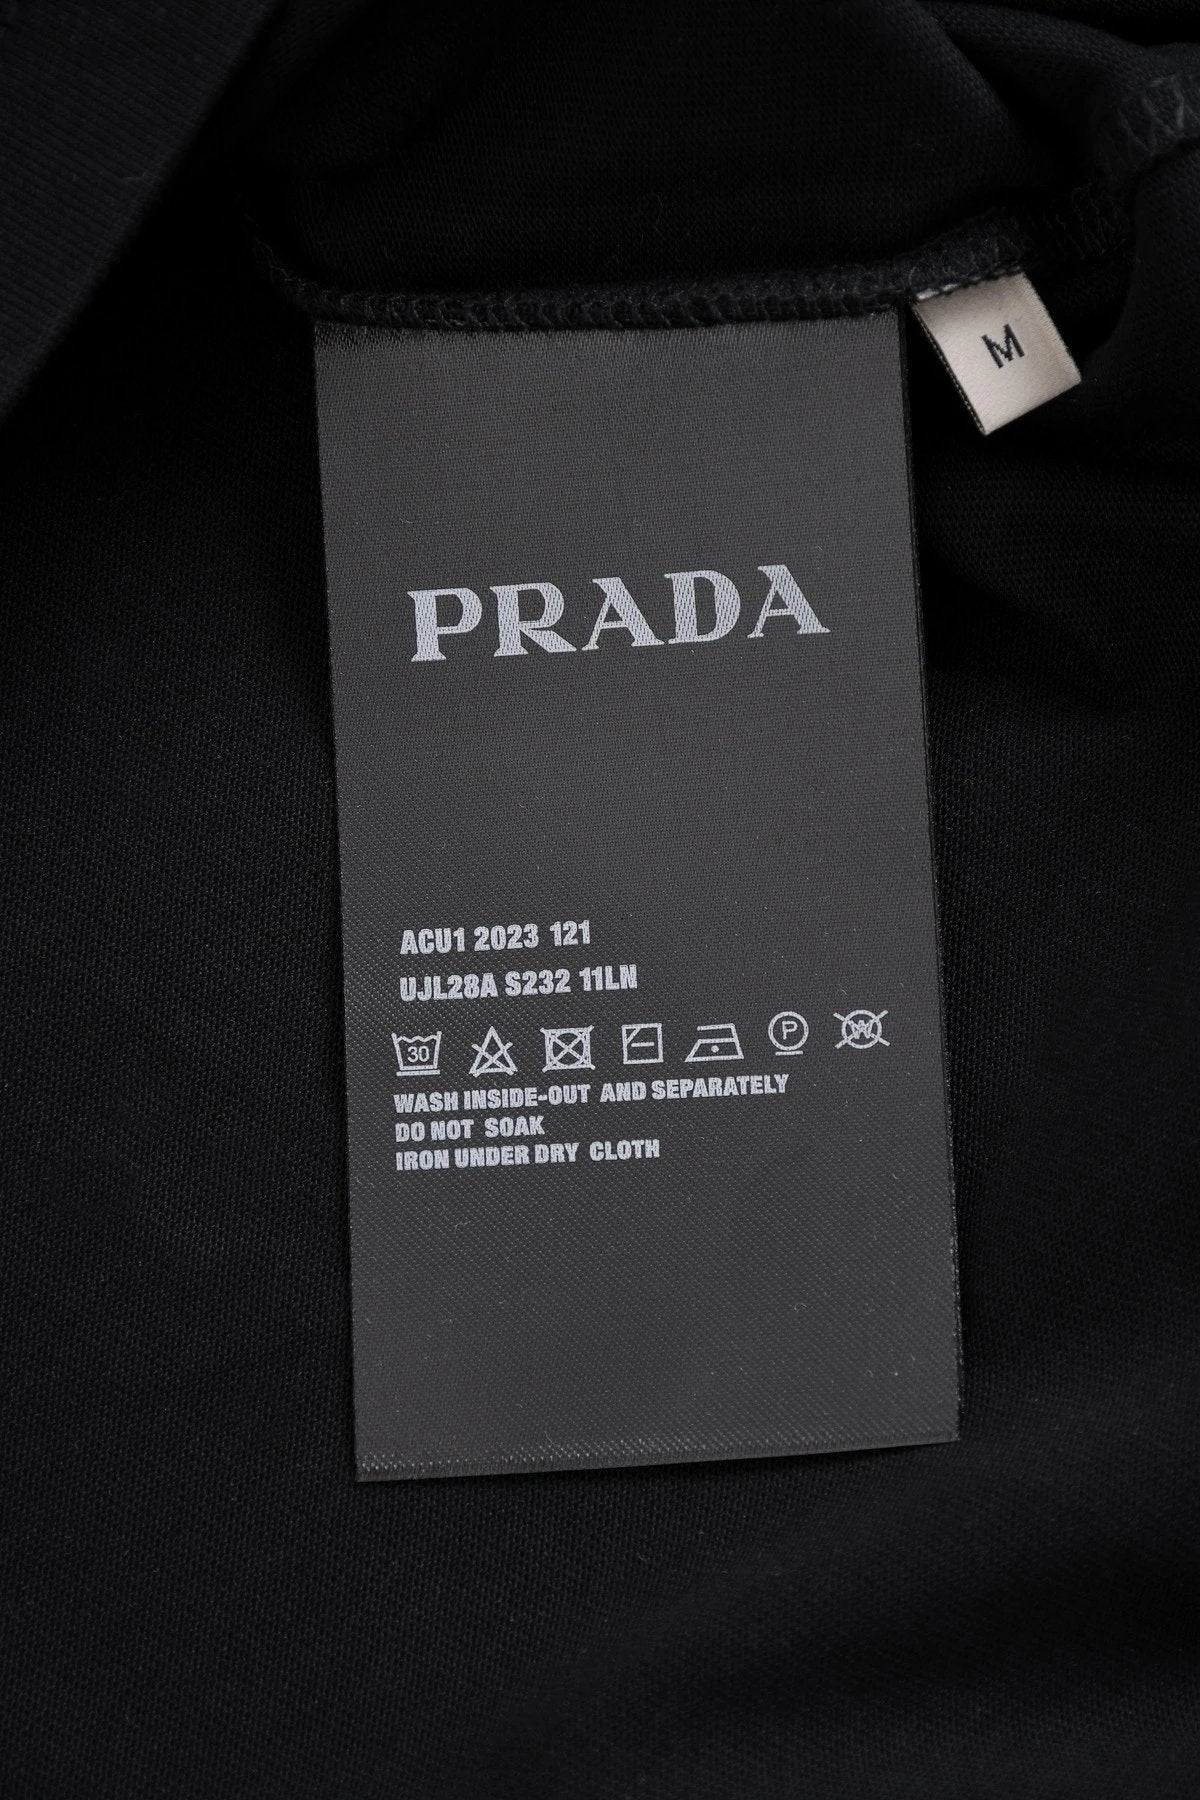 M
PRADA
ACU1 2023 121
UJL28A S232 11LN
30 P W
WASH INSIDE-OUT AND SEPARATELY
DO NOT SOAK
IRON UNDER DRY CLOTH